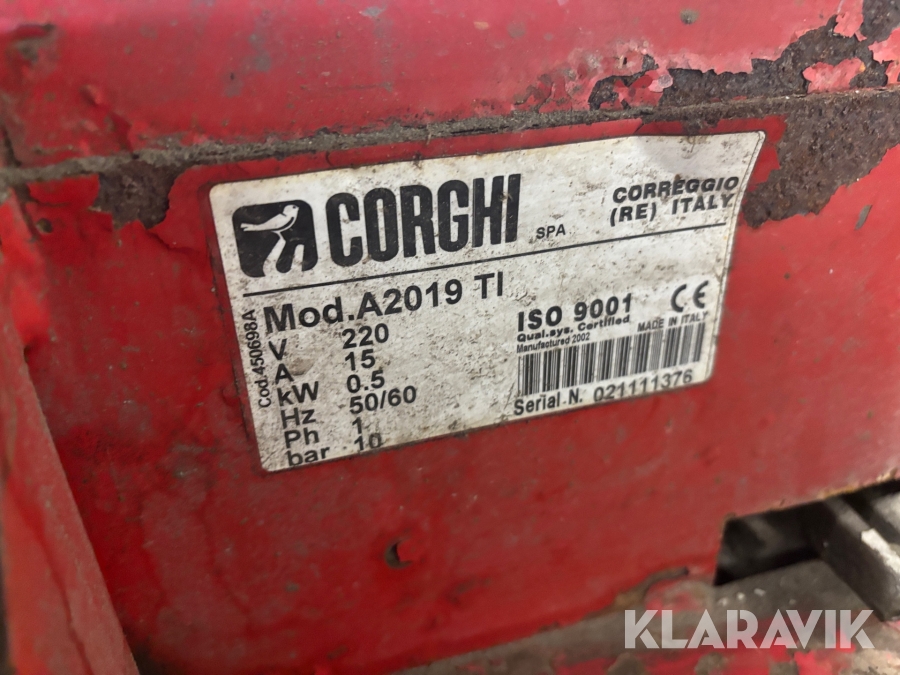 CORGHI SPA
CORREGGIO
(RE) ITALY
Mod.A2019 TI
V 220
A 15
kW 0.5
Hz 50/60
Ph 1
bar 10
Cod.450698A
ISO 9001 CE
Qual.sys. Certified
Manufactured 2002 MADE IN ITALY
Serial N. 021111376
KLARAVIK